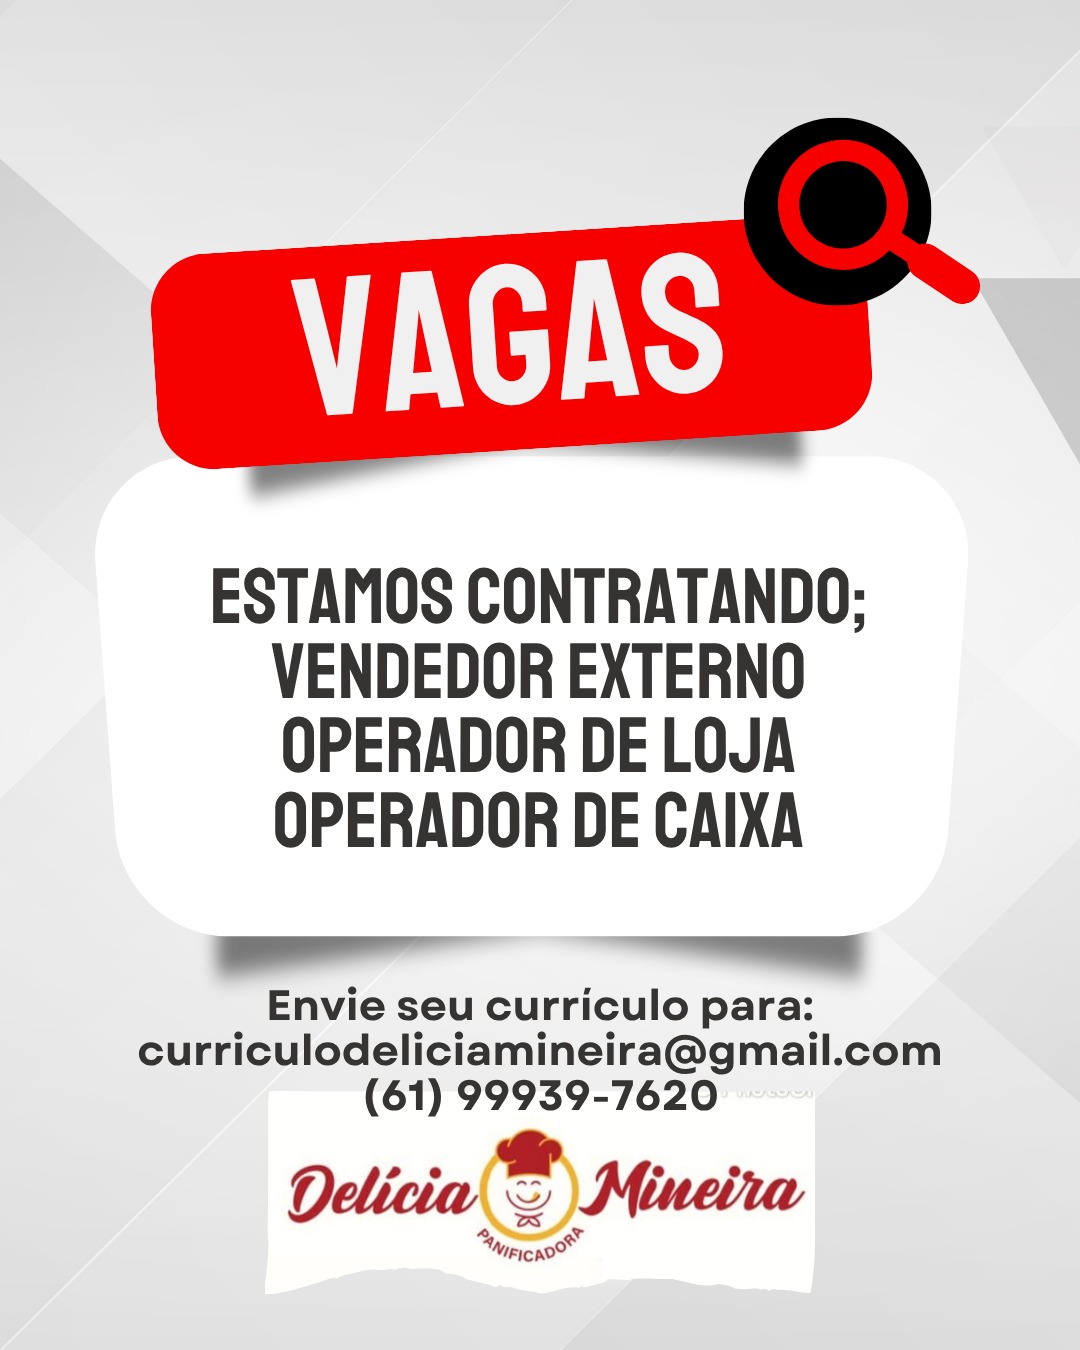 VAGAS
ESTAMOS CONTRATANDO;
VENDEDOR EXTERNO
OPERADOR DE LOJA
OPERADOR DE CAIXA
Envie seu currículo para:
curriculodeliciamineira@gmail.com
(61) 99939-7620
Delícia Mineira
PANIFICADORA